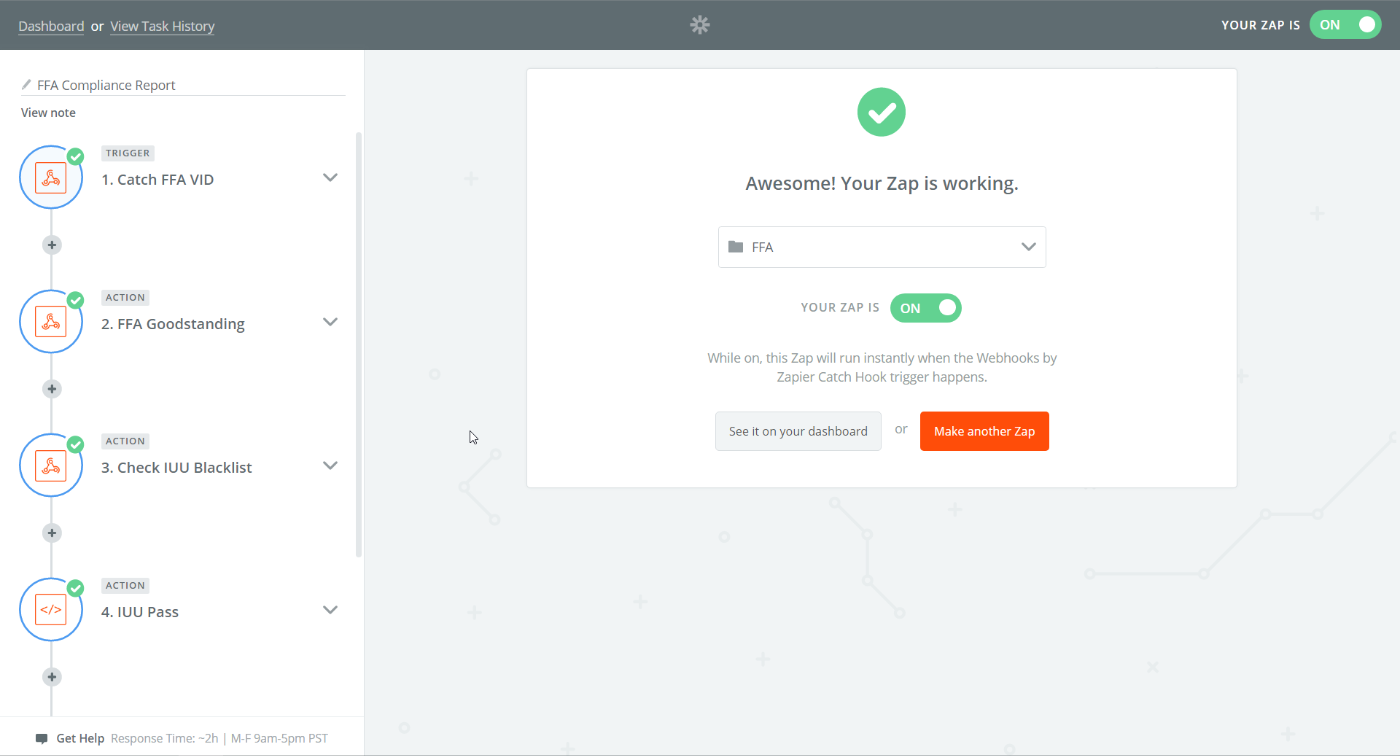 Dashboard or View Task History
YOUR ZAP IS ON
FFA Compliance Report
View note
TRIGGER
1. Catch FFA VID
ACTION
2. FFA Goodstanding
ACTION
3. Check IUU Blacklist
ACTION
</>
4. IUU Pass
Get Help Response Time: ~2h | M-F 9am-5pm PST
Awesome! Your Zap is working.
FFA
YOUR ZAP IS ON
While on, this Zap will run instantly when the Webhooks by
Zapier Catch Hook trigger happens.
See it on your dashboard or Make another Zap